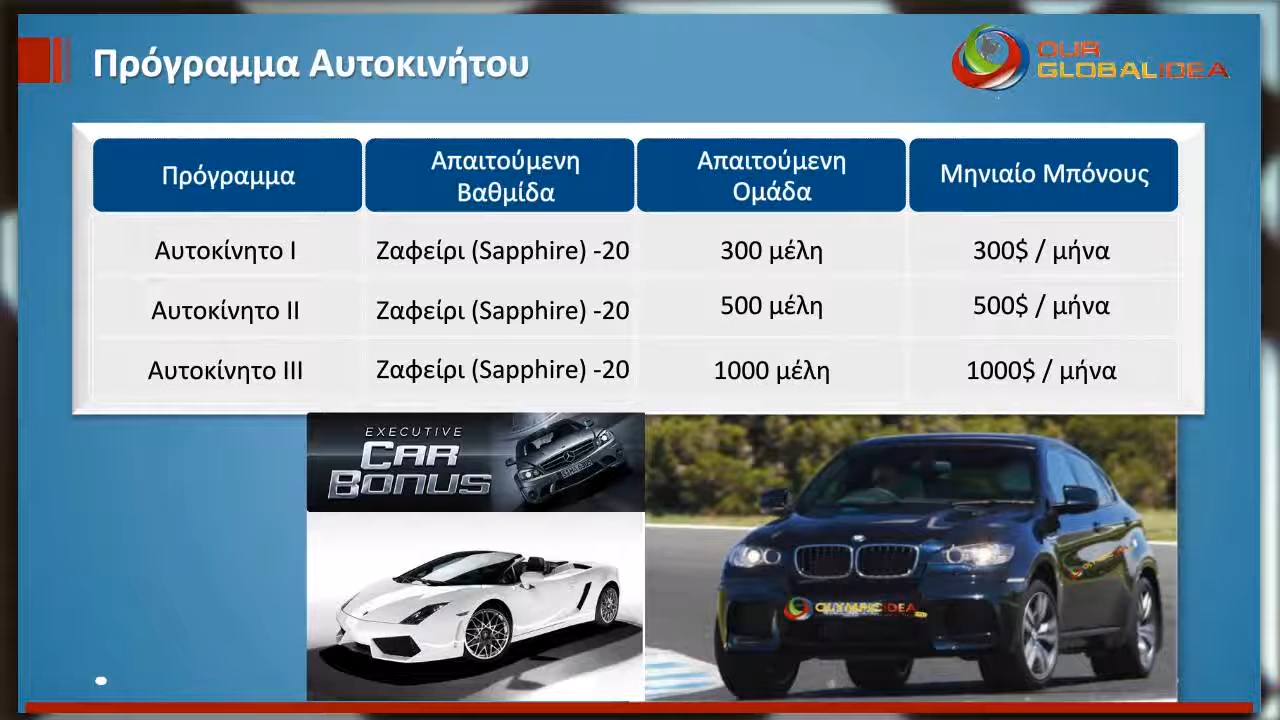 Πρόγραμμα Αυτοκινήτου
OUR
GLOBALIDEA
Πρόγραμμα
Απαιτούμενη
Βαθμίδα
Απαιτούμενη
Ομάδα
Μηνιαίο Μπόνους
Αυτοκίνητο I
Ζαφείρι (Sapphire) -20
300 μέλη
300$ / μήνα
Αυτοκίνητο II
Ζαφείρι (Sapphire) -20
500 μέλη
500$ / μήνα
Αυτοκίνητο III
Ζαφείρι (Sapphire) -20
1000 μέλη
1000$ / μήνα
EXECUTIVE
CAR
BONUS
OLYMPIC IDEA